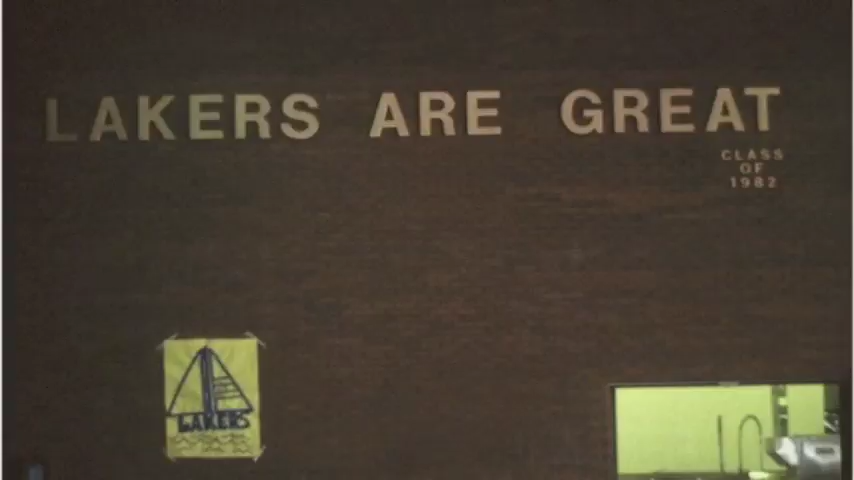 LAKERS ARE GREAT
CLASS
OF
1982
LAKERS